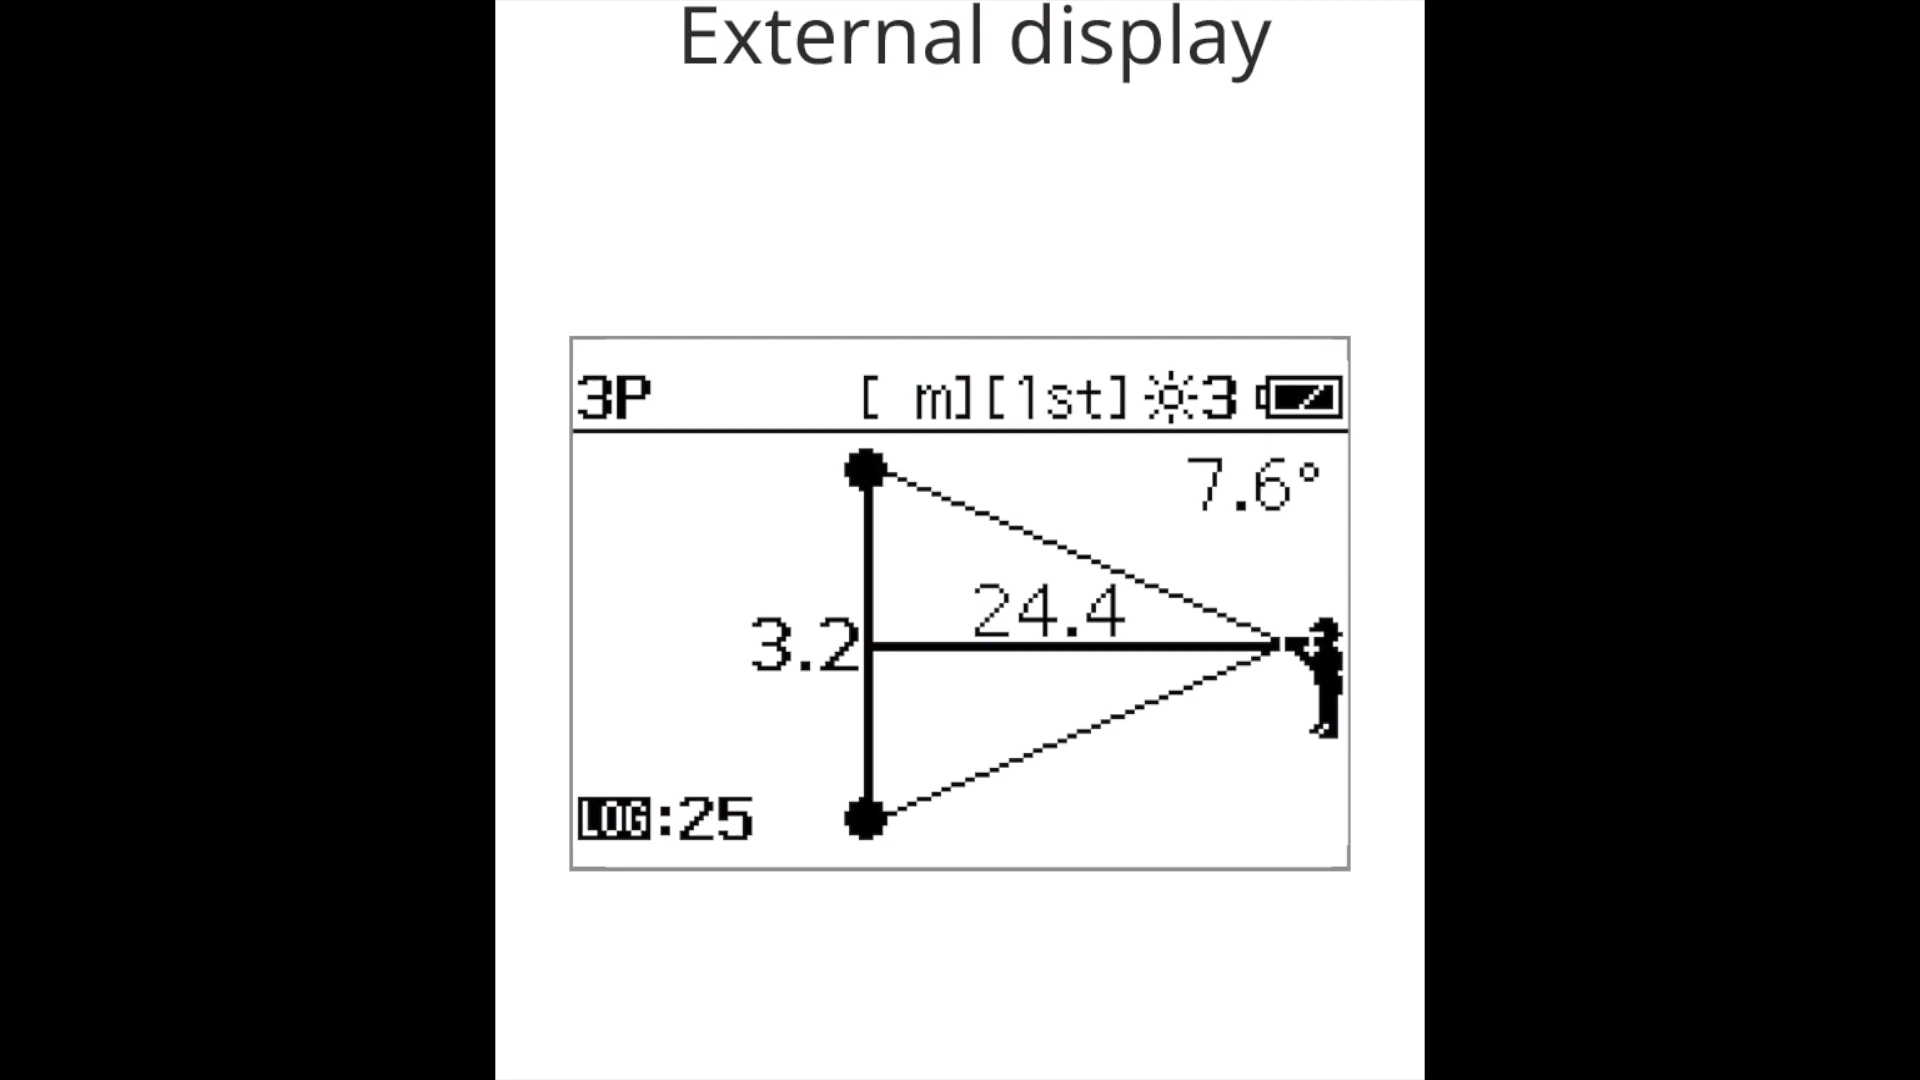 External display
3P [ m][1st] 3
7.6°
24.4
3.2
LOG:25